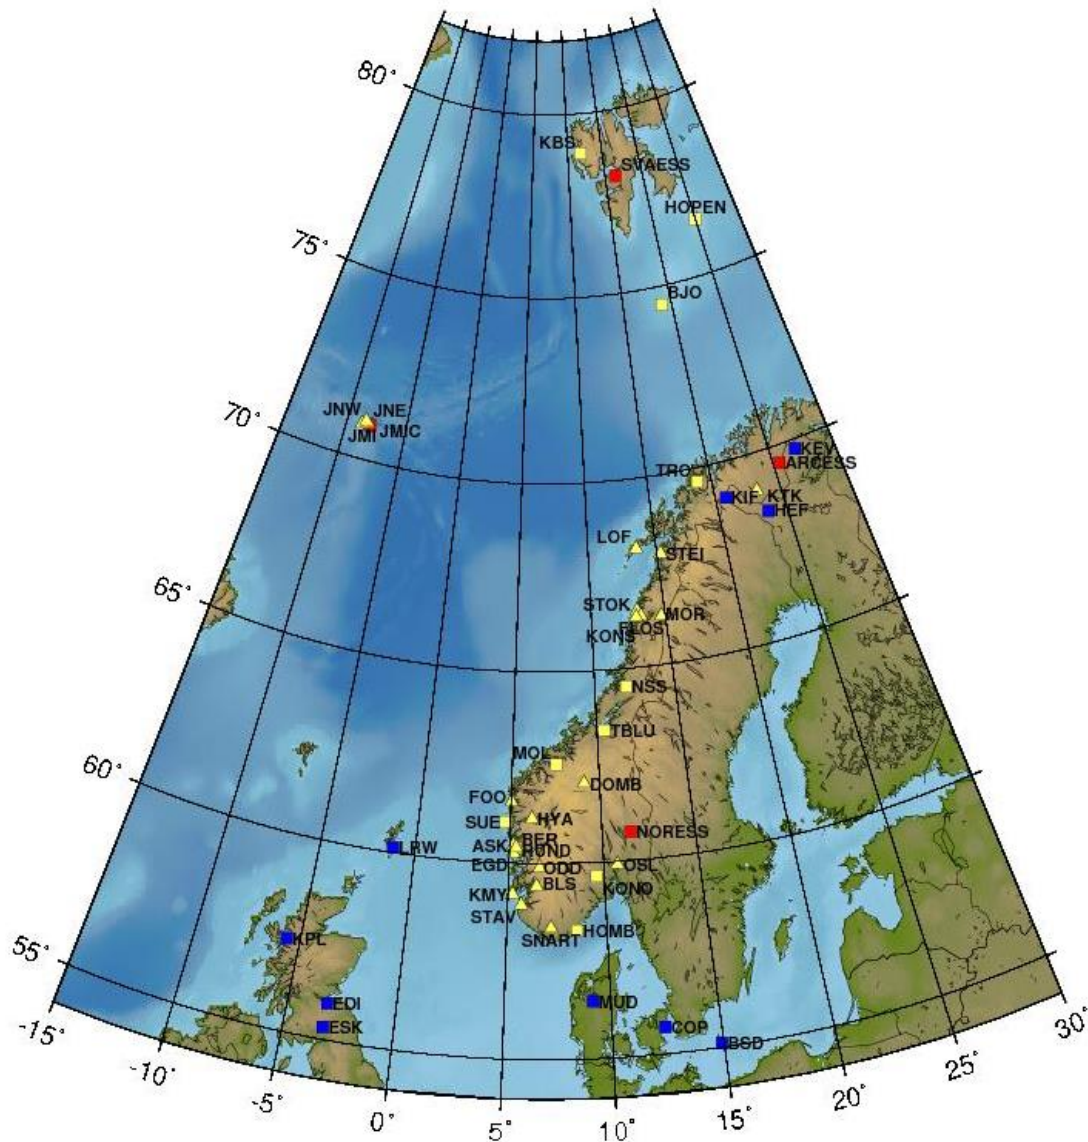 80°
KBS
SVAESS
HOPEN
75°
BJO
70°
JNW JNE
JMI JMIC
KEV
TRO ARCESS
KIF KTK
HEF
LOF STEI
65°
STOK MOR
FLOS
KONS
NSS
TBLU
60°
MOL
DOMB
FOO
SUE HYA NORESS
BER
ASK
LRW
EGD ODD OSL
BLS
KMY KONO
STAV
SNART HOMB
KPL
55°
EDI MUD
ESK COP
BSD
-15°
-10°
-5°
0°
5°
10°
15°
20°
25°
30°